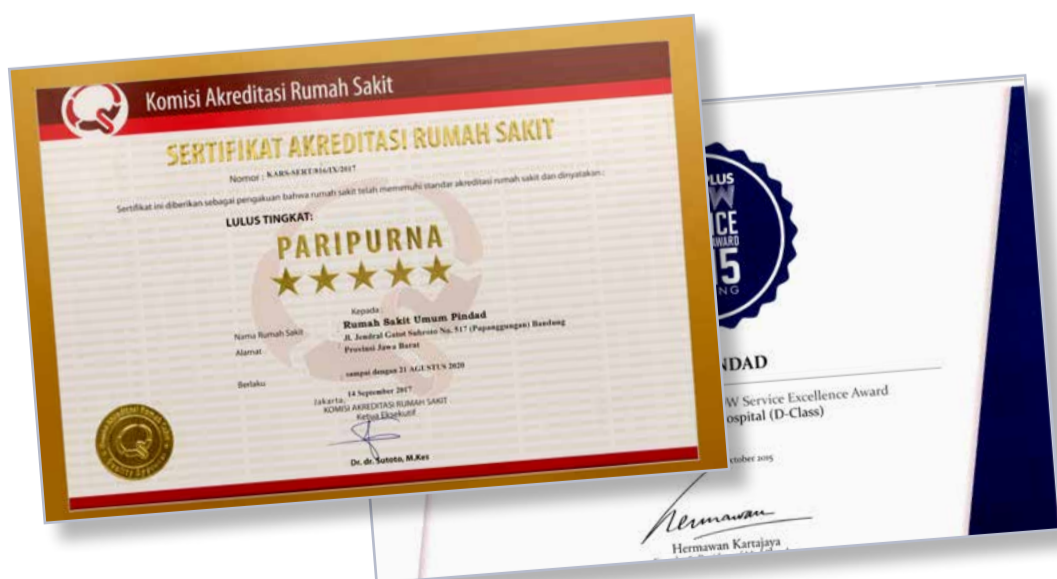 Komisi Akreditasi Rumah Sakit
SERTIFIKAT AKREDITASI RUMAH SAKIT
Nomor : KARS-SERT/916/IX/2017
Sertifikat ini diberikan sebagai pengakuan bahwa rumah sakit telah memenuhi standar akreditasi rumah sakit dan dinyatakan :
LULUS TINGKAT:
PARIPURNA
Kepada :
Nama Rumah Sakit : Rumah Sakit Umum Pindad
Alamat : Jl. Jendral Gatot Subroto No. 517 (Papanggungan) Bandung
Provinsi Jawa Barat
Berlaku : sampai dengan 21 AGUSTUS 2020
Jakarta, 14 September 2017
KOMISI AKREDITASI RUMAH SAKIT
Ketua Eksekutif
Dr. dr. Sutoto, M.Kes
PLUS
W
ICE
AWARD
15
NG
NDAD
W Service Excellence Award
ospital (D-Class)
ctober 2015
Hermawan
Hermawan Kartajaya